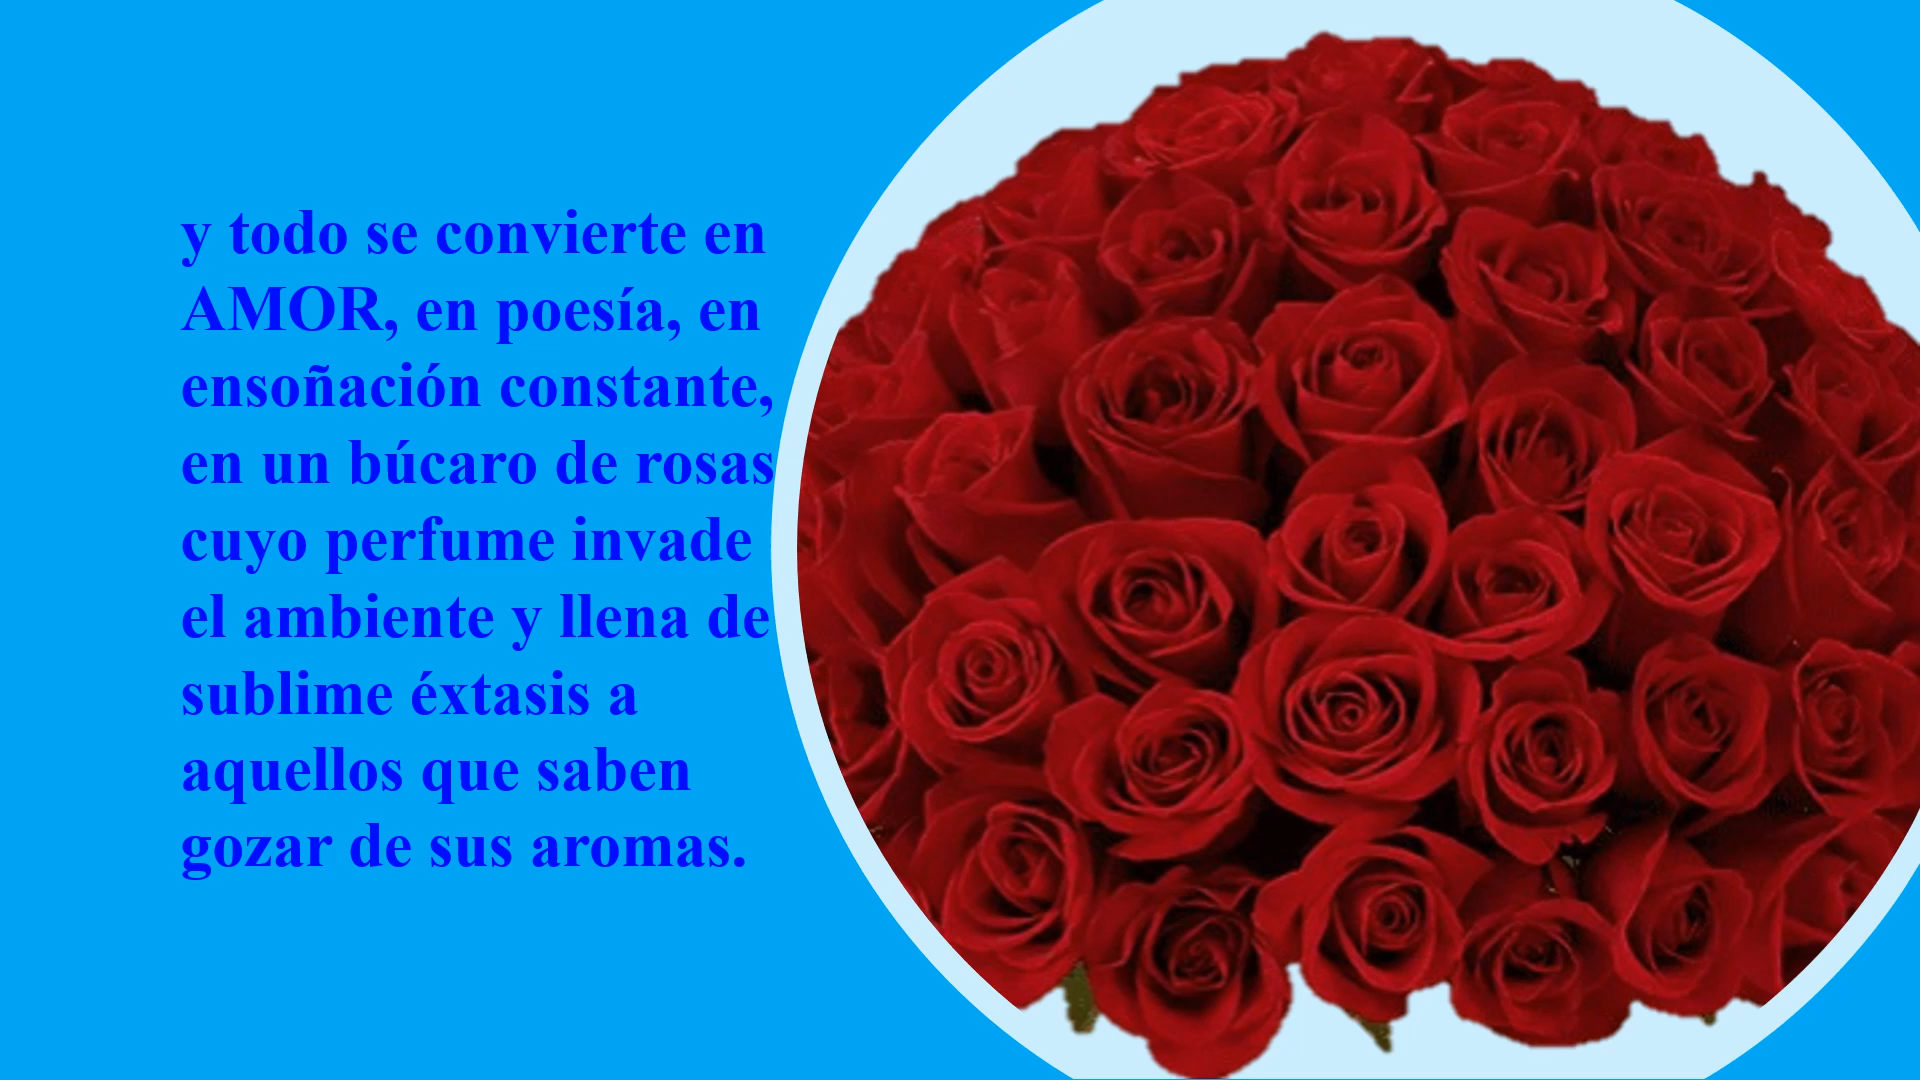 y todo se convierte en
AMOR, en poesía, en
ensoñación constante,
en un búcaro de rosas
cuyo perfume invade
el ambiente y llena de
sublime éxtasis a
aquellos que saben
gozar de sus aromas.